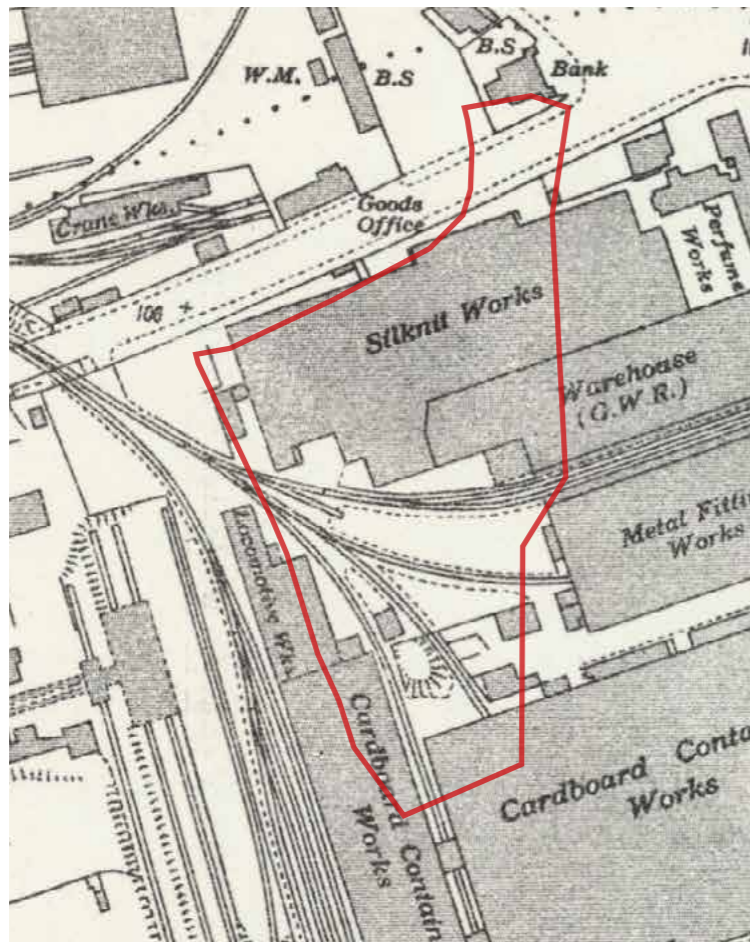 B.S
W.M.
B.S
Bank
Crane Wks.
Goods
Office
Perfume
Works
106
Silknit Works
Warehouse
(G.W.R.)
Metal Fitti
Works
Locomotive Wks.
Cardboard Contain
Works
Cardboard Conta
Works